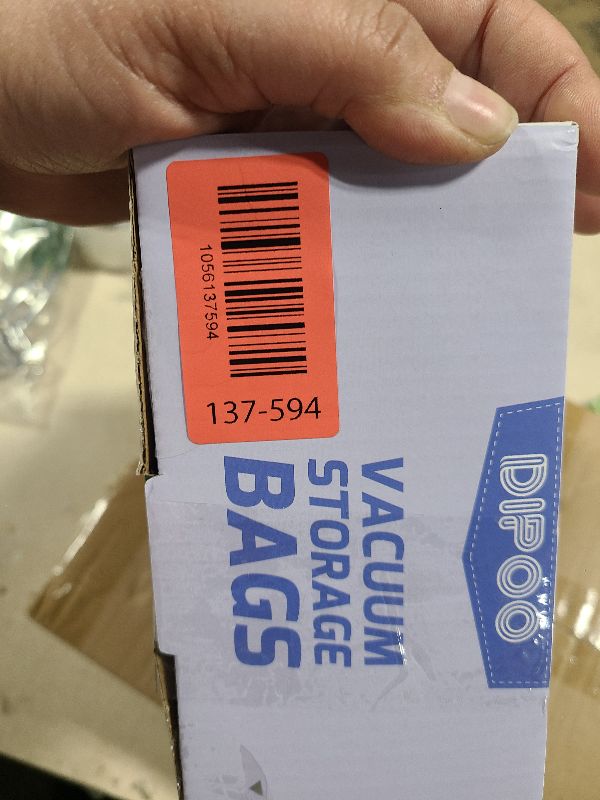 1056137594
137-594
DIPOO
VACUUM
STORAGE
BAGS